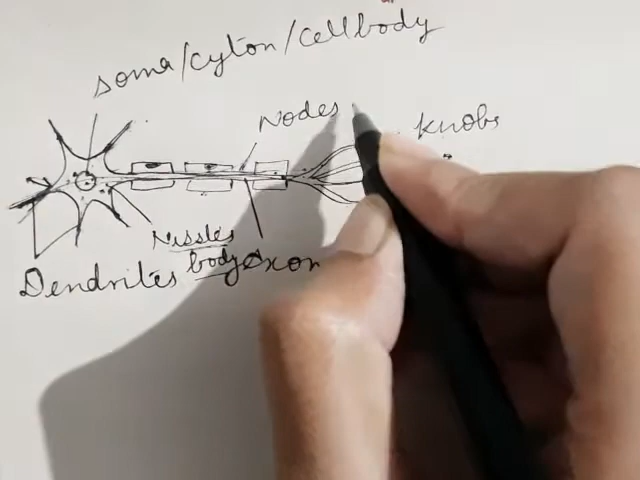 soma/cyton/cellbody
Nodes
Knobs
Nissles
body
Axon
Dendrites